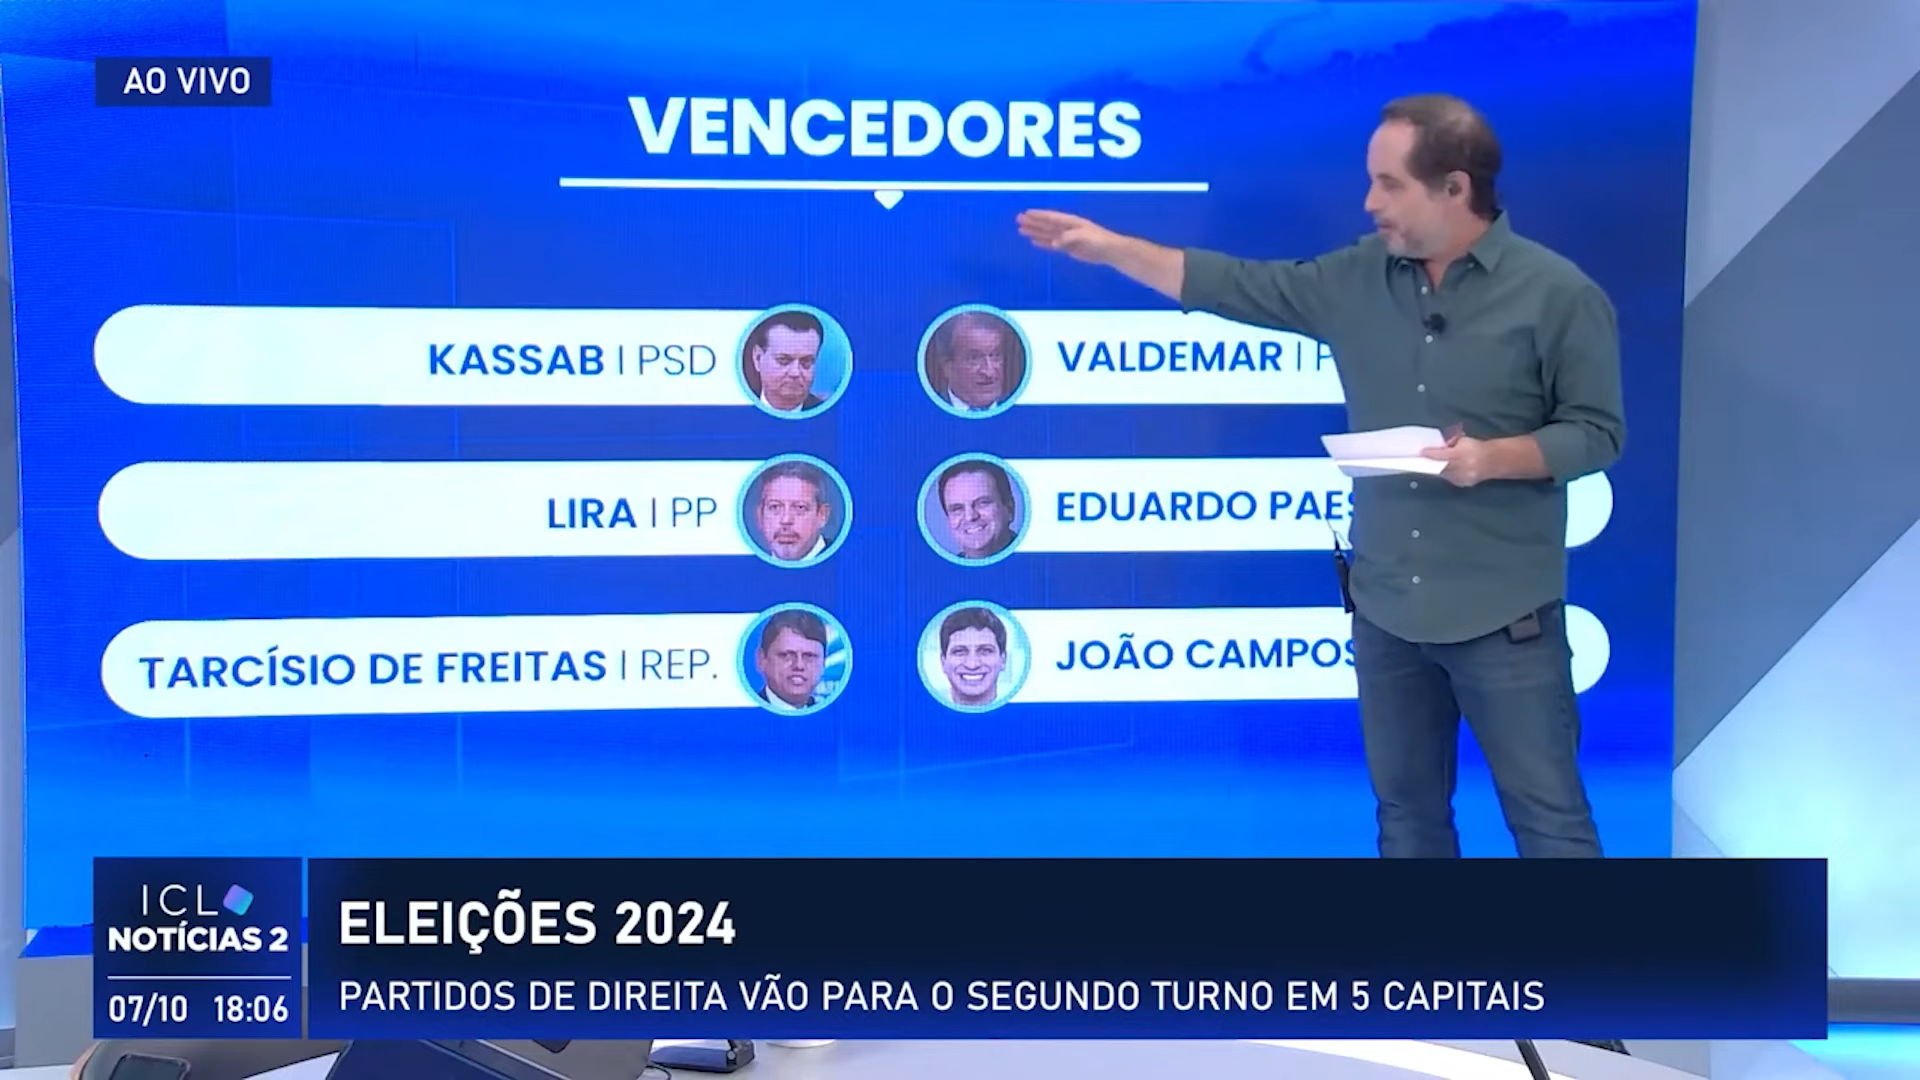 AO VIVO
VENCEDORES
KASSAB | PSD
VALDEMAR | P
LIRA | PP
EDUARDO PAES
TARCÍSIO DE FREITAS | REP.
JOÃO CAMPOS
ICL
NOTÍCIAS 2
07/10 18:06
ELEIÇÕES 2024
PARTIDOS DE DIREITA VÃO PARA O SEGUNDO TURNO EM 5 CAPITAIS